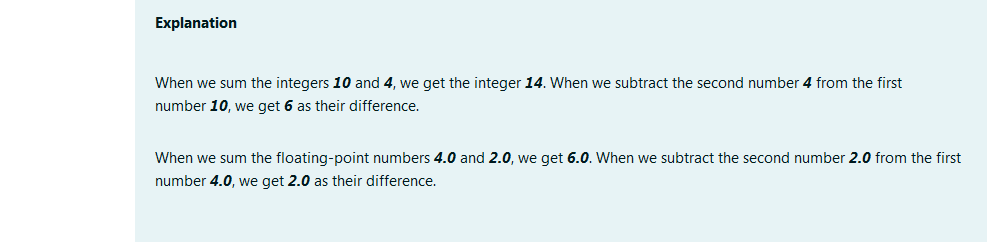 Explanation
When we sum the integers 10 and 4, we get the integer 14. When we subtract the second number 4 from the first
number 10, we get 6 as their difference.
When we sum the floating-point numbers 4.0 and 2.0, we get 6.0. When we subtract the second number 2.0 from the first
number 4.0, we get 2.0 as their difference.